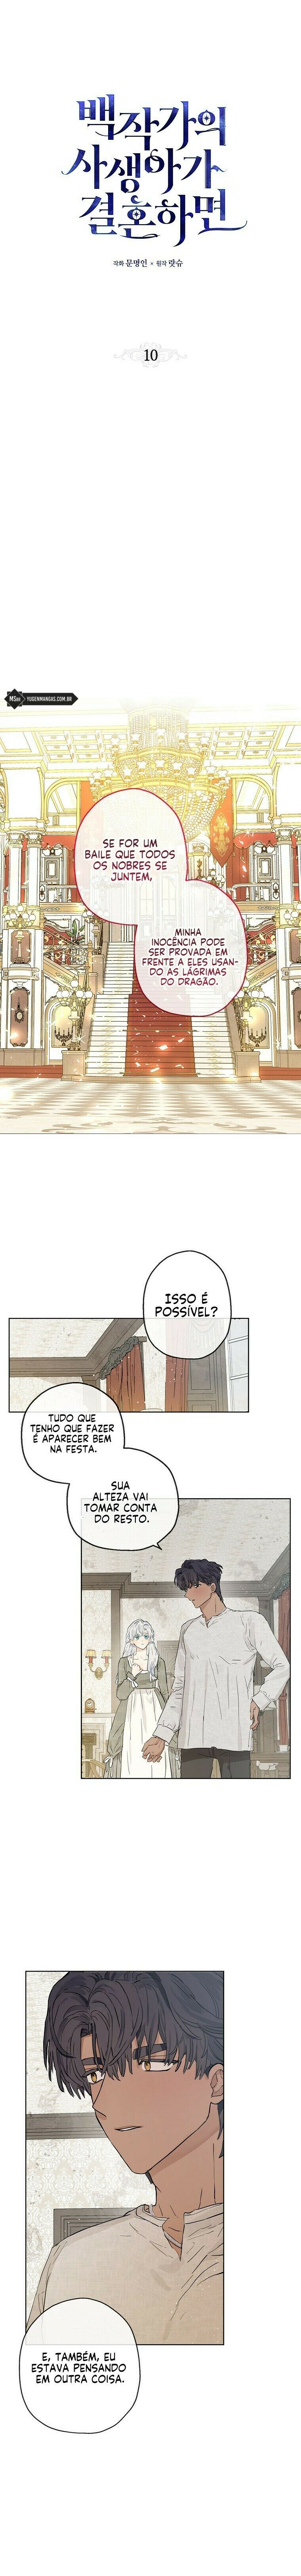 백작가의
사생아가
결혼하면
각화 문명인 × 원작 랏슈
10
YUGENMANGAS.COM.BR
SE FOR UM
BAILE QUE TODOS
OS NOBRES SE
JUNTEM,
MINHA
INOCÊNCIA PODE
SER PROVADA EM
FRENTE A ELES USAN-
DO AS LÁGRIMAS
DO DRAGÃO.
ISSO É
POSSÍVEL?
TUDO QUE
TENHO QUE FAZER
É APARECER BEM
NA FESTA.
SUA
ALTEZA VAI
TOMAR CONTA
DO RESTO.
E, TAMBÉM, EU
ESTAVA PENSANDO
EM OUTRA COISA.